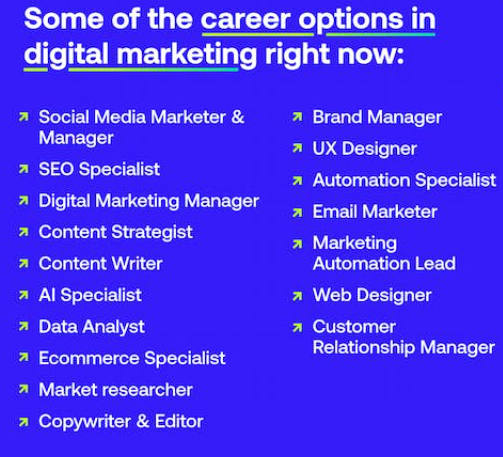 Some of the career options in
digital marketing right now:
Social Media Marketer &
Manager
SEO Specialist
Digital Marketing Manager
Content Strategist
Content Writer
AI Specialist
Data Analyst
Ecommerce Specialist
Market researcher
Copywriter & Editor
Brand Manager
UX Designer
Automation Specialist
Email Marketer
Marketing
Automation Lead
Web Designer
Customer
Relationship Manager